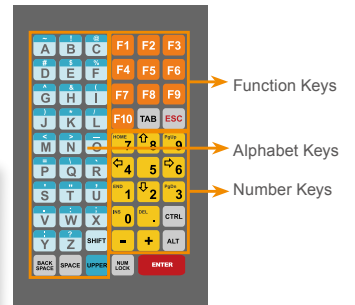 ~ ! @
A B C F1 F2 F3
# $ %
D E F F4 F5 F6
^ &
G H I F7 F8 F9
Function Keys
J K L F10 TAB ESC
< > HOME PgUp
M N O 7 8 9
Alphabet Keys
P Q R 4 5 6
END PgDn
S T U 1 2 3
Number Keys
INS DEL
V W X 0 . CTRL
Y Z SHIFT - + ALT
BACK SPACE SPACE UPPER NUM LOCK ENTER